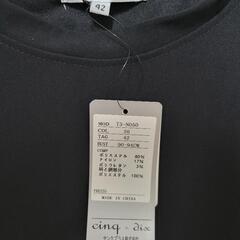 42
MOD T3-N050
COL 26
TAG 42
BUST 90-94CM
COMP
ポリエステル 80%
ナイロン 17%
ポリウレタン 3%
ポリエステル 100%
MADE IN CHINA
cinq - dix